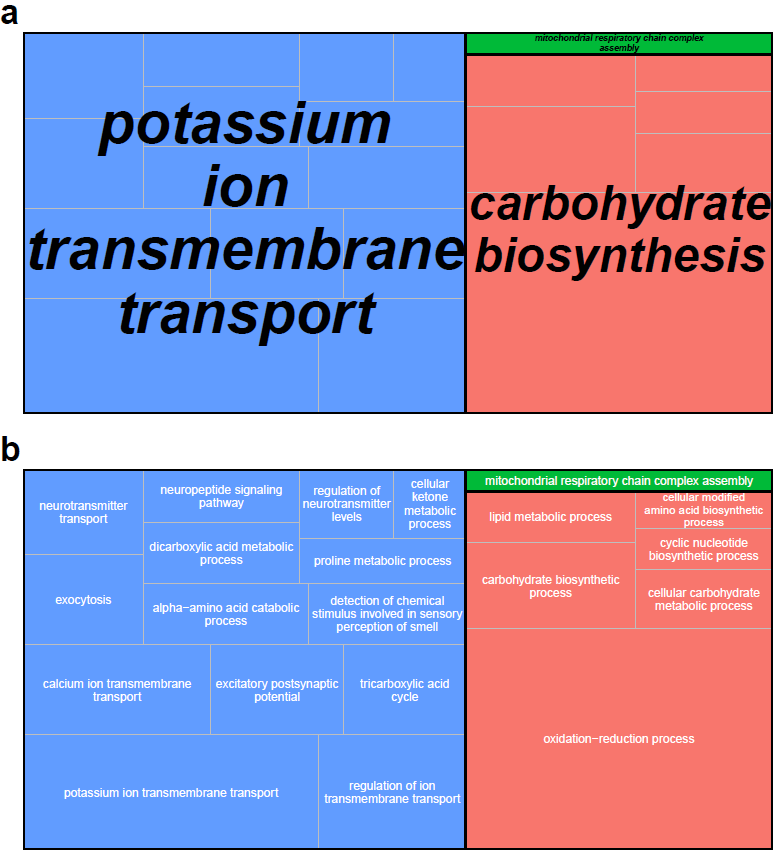 a
potassium
ion
transmembrane
transport
mitochondrial respiratory chain complex
assembly
carbohydrate
biosynthesis
b
neurotransmitter
transport
neuropeptide signaling
pathway
regulation of
neurotransmitter
levels
cellular
ketone
metabolic
process
dicarboxylic acid metabolic
process
proline metabolic process
exocytosis
alpha−amino acid catabolic
process
detection of chemical
stimulus involved in sensory
perception of smell
calcium ion transmembrane
transport
excitatory postsynaptic
potential
tricarboxylic acid
cycle
potassium ion transmembrane transport
regulation of ion
transmembrane transport
mitochondrial respiratory chain complex assembly
lipid metabolic process
cellular modified
amino acid biosynthetic
process
cyclic nucleotide
biosynthetic process
carbohydrate biosynthetic
process
cellular carbohydrate
metabolic process
oxidation−reduction process